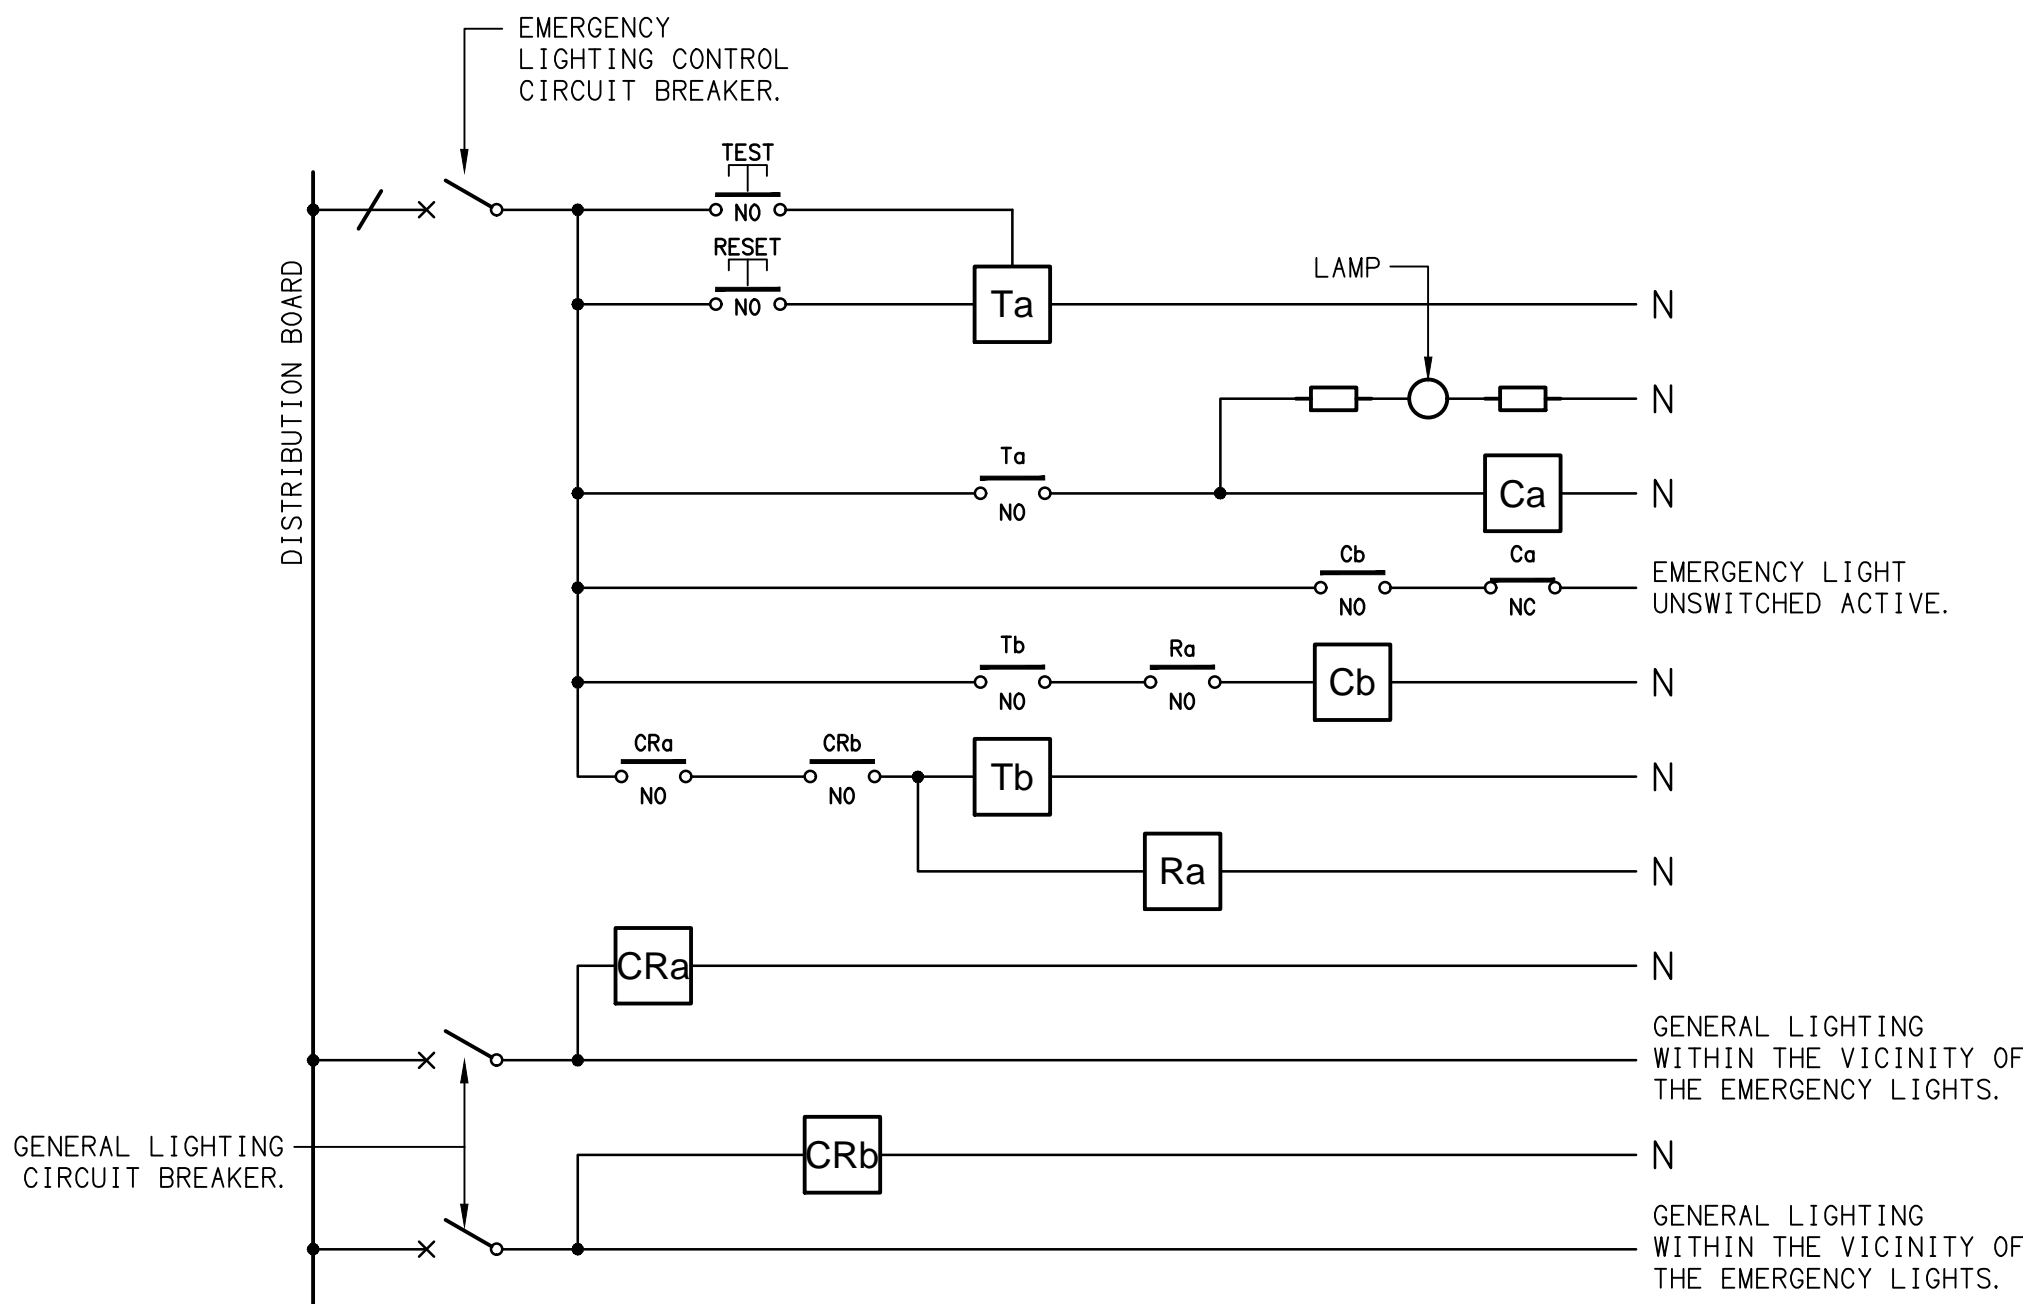 EMERGENCY
LIGHTING CONTROL
CIRCUIT BREAKER.
TEST
NO
RESET
NO
Ta
N
LAMP
N
DISTRIBUTION BOARD
Ta
NO
Ca
N
Cb
NO
Ca
NC
EMERGENCY LIGHT
UNSWITCHED ACTIVE.
Tb
NO
Ra
NO
Cb
N
CRa
NO
CRb
NO
Tb
N
Ra
N
CRa
N
GENERAL LIGHTING
WITHIN THE VICINITY OF
THE EMERGENCY LIGHTS.
GENERAL LIGHTING
CIRCUIT BREAKER.
CRb
N
GENERAL LIGHTING
WITHIN THE VICINITY OF
THE EMERGENCY LIGHTS.